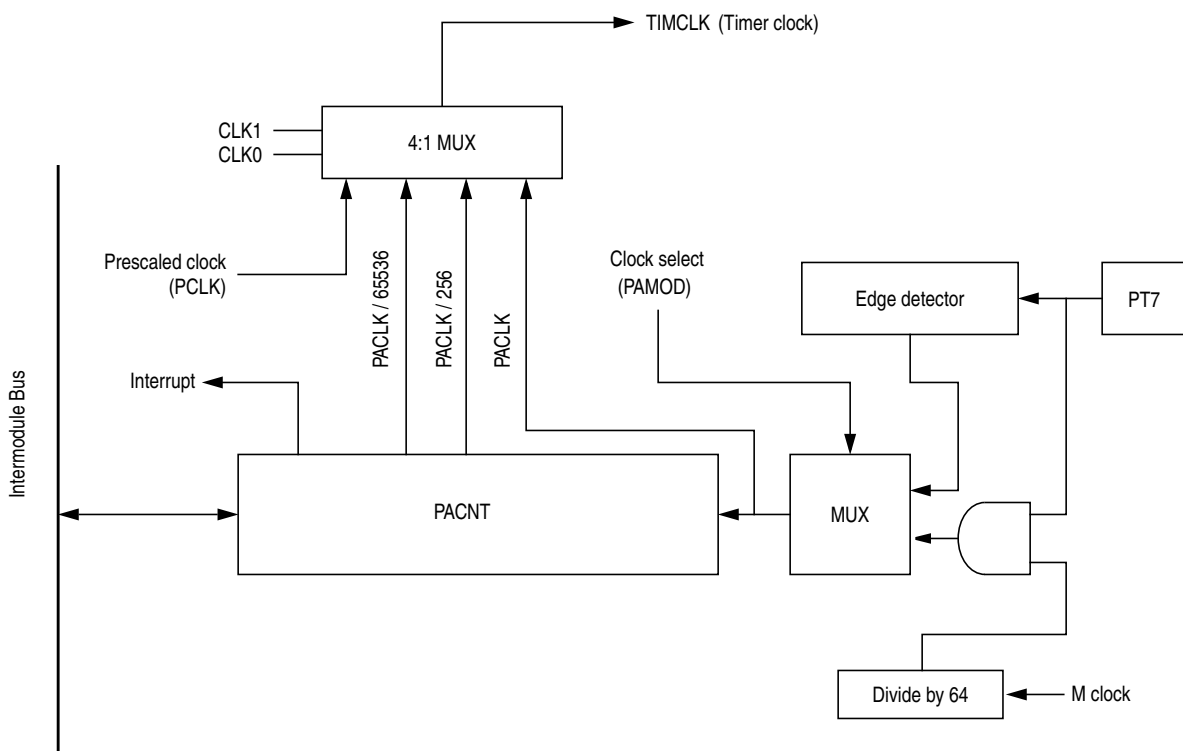 TIMCLK (Timer clock)
CLK1
CLK0
4:1 MUX
Prescaled clock
(PCLK)
PACLK / 65536
PACLK / 256
PACLK
Clock select
(PAMOD)
Edge detector
PT7
Interrupt
Intermodule Bus
PACNT
MUX
Divide by 64
M clock